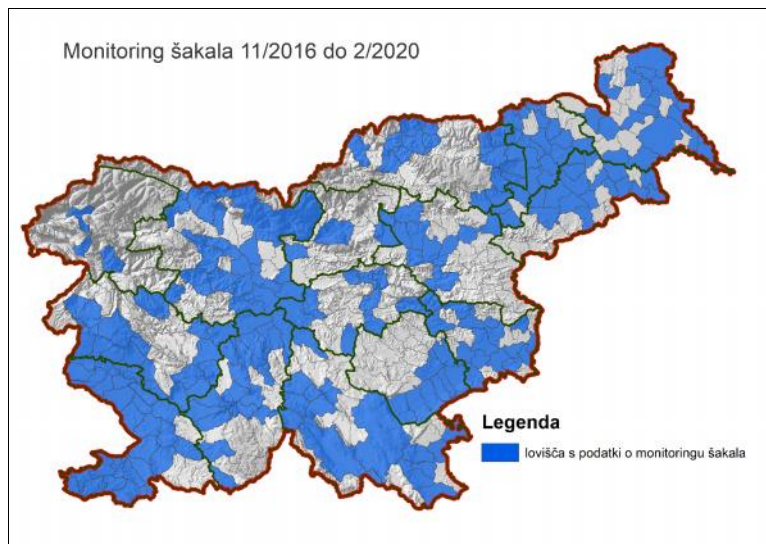 Monitoring šakala 11/2016 do 2/2020
Legenda
lovišča s podatki o monitoringu šakala